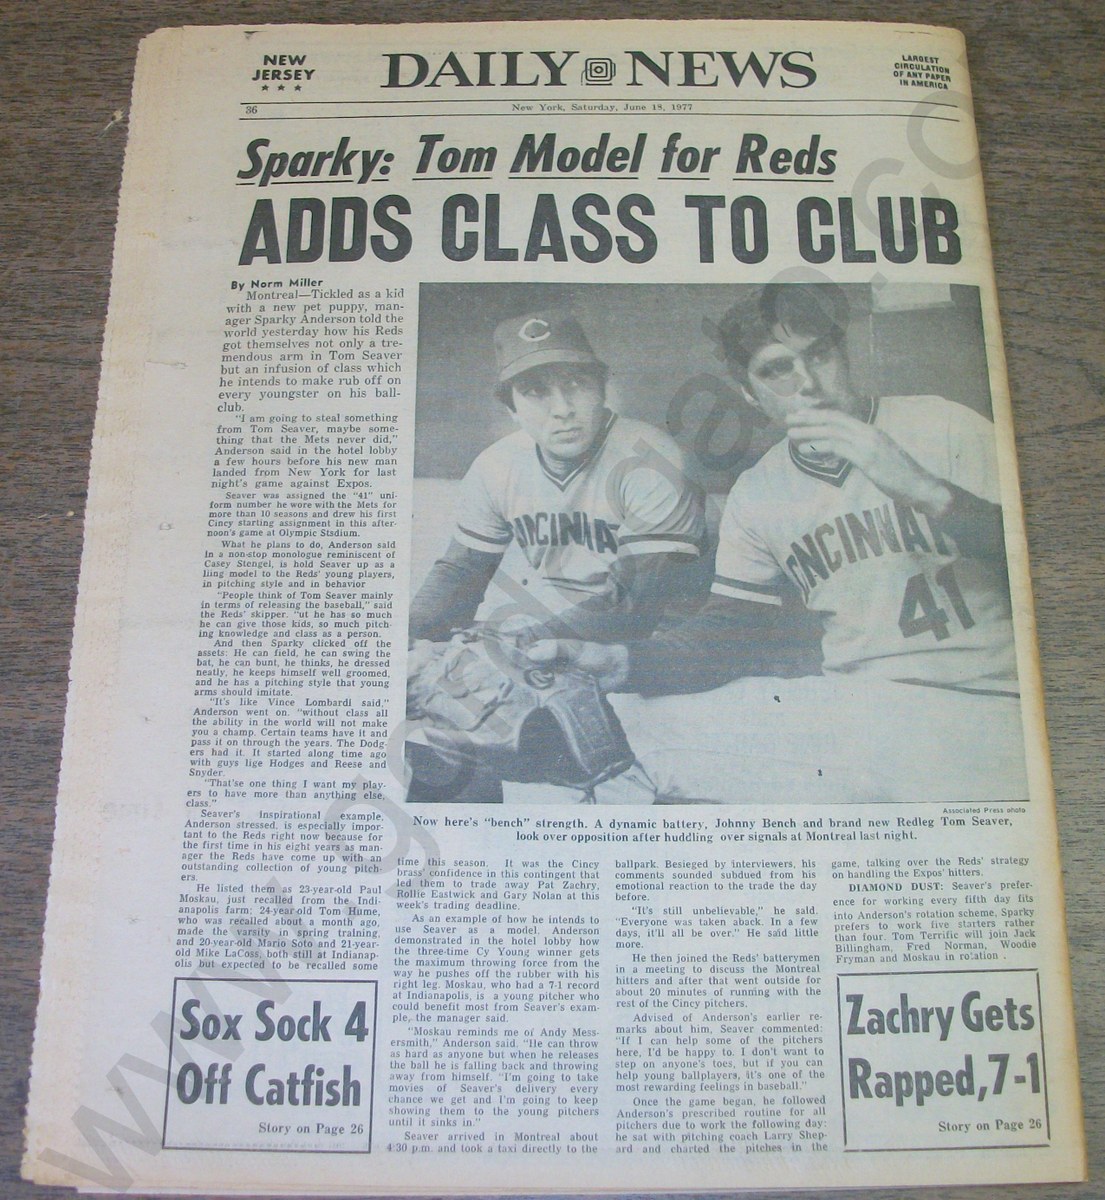 NEW
JERSEY
★ ★ ★
DAILY NEWS
LARGEST
CIRCULATION
OF ANY PAPER
IN AMERICA
36
New York, Saturday, June 18, 1977
Sparky: Tom Model for Reds
ADDS CLASS TO CLUB
By Norm Miller
Montreal—Tickled as a kid
with a new pet puppy, man-
ager Sparky Anderson told the
world yesterday how his Reds
got themselves not only a tre-
mendous arm in Tom Seaver
but an infusion of class which
he intends to make rub off on
every youngster on his ball-
club.
"I am going to steal something
from Tom Seaver, maybe some-
thing that the Mets never did,"
Anderson said in the hotel lobby
a few hours before his new man
landed from New York for last
night's game against Expos.
Seaver was assigned the "41" uni-
form number he wore with the Mets for
more than 10 seasons and drew his first
Cincy starting assignment in this after-
noon's game at Olympic Stsdium.
What he plans to do, Anderson sald
in a non-stop monologue reminiscent of
Casey Stengel, is hold Seaver up as a
liing model to the Reds' young players,
in pitching style and in behavior
"People think of Tom Seaver mainly
in terms of releasing the baseball," said
the Reds' skipper. "ut he has so much
he can give those kids, so much pitch-
ing knowledge and class as a person.
And then Sparky clicked off the
assets: He can field, he can swing the
bat, he can bunt, he thinks, he dressed
neatly, he keeps himself well groomed,
and he has a pitching style that young
arms should imitate.
"It's like Vince Lombardi said,"
Anderson went on, "without class all
the ability in the world will not make
you a champ. Certain teams have it and
pass it on through the years. The Dodg-
ers had it. It started along time ago
with guys lige Hodges and Reese and
Snyder.
"That'se one thing I want my play-
ers to have more than anything else,
class."
Seaver's Inspirational example,
Anderson stressed, is especially impor-
tant to the Reds right now because for
the first time in his eight years as man-
ager the Reds have come up with an
outstanding collection of young pitch-
ers.
He listed them as 23-year-old Paul
Moskau, just recalled from the Indi-
anapolis farm: 24-year-old Tom Hume,
who was recalled about a month ago,
made the varsity in spring training,
and 20-year-old Mario Soto and 21-year-
old Mike LaCoss, both still at Indianap-
olis but expected to be recalled some
CINCINNA
CINCINNATI
41
Associated Press photo
Now here's "bench" strength. A dynamic battery, Johnny Bench and brand new Redleg Tom Seaver,
look over opposition after huddling over signals at Montreal last night.
time this season. It was the Cincy
brass' confidence in this contingent that
led them to trade away Pat Zachry,
Rollie Eastwick and Gary Nolan at this
week's trading deadline.
As an example of how he intends to
use Seaver as a model. Anderson
demonstrated in the hotel lobby how
the three-time Cy Young winner gets
the maximum throwing force from the
way he pushes off the rubber with his
right leg. Moskau, who had a 7-1 record
at Indianapolis, is a young pitcher who
could benefit most from Seaver's exam-
ple, the manager said.
"Moskau reminds me of Andy Mess-
ersmith," Anderson said. "He can throw
as hard as anyone but when he releases
the ball he is falling back and throwing
away from himself. "I'm going to take
movies of Seaver's delivery every
chance we get and I'm going to keep
showing them to the young pitchers
until it sinks in."
Seaver arrived in Montreal about
4:30 p.m. and took a taxi directly to the
ballpark. Besieged by interviewers, his
comments sounded subdued from his
emotional reaction to the trade the day
before.
"It's still unbelievable," he said.
"Everyone was taken aback. In a few
days, it'll all be over." He said little
more.
He then joined the Reds' batterymen
in a meeting to discuss the Montreal
hitters and after that went outside for
about 20 minutes of running with the
rest of the Cincy pitchers.
Advised of Anderson's earlier re-
marks about him, Seaver commented:
"If I can help some of the pitchers
here, I'd be happy to. I don't want to
step on anyone's toes, but if you can
help young ballplayers, it's one of the
most rewarding feelings in baseball."
Once the game began, he followed
Anderson's prescribed routine for all
pitchers due to work the following day:
he sat with pitching coach Larry Shep-
ard and charted the pitches in the
game, talking over the Reds' strategy
on handling the Expos' hitters.
DIAMOND DUST: Seaver's prefer-
ence for working every fifth day fits
into Anderson's rotation scheme, Sparky
prefers to work five starters rather
than four. Tom Terrific will join Jack
Billingham, Fred Norman, Woodie
Fryman and Moskau in rotation .
Sox Sock 4
Off Catfish
Story on Page 26
Zachry Gets
Rapped,7-1
Story on Page 26